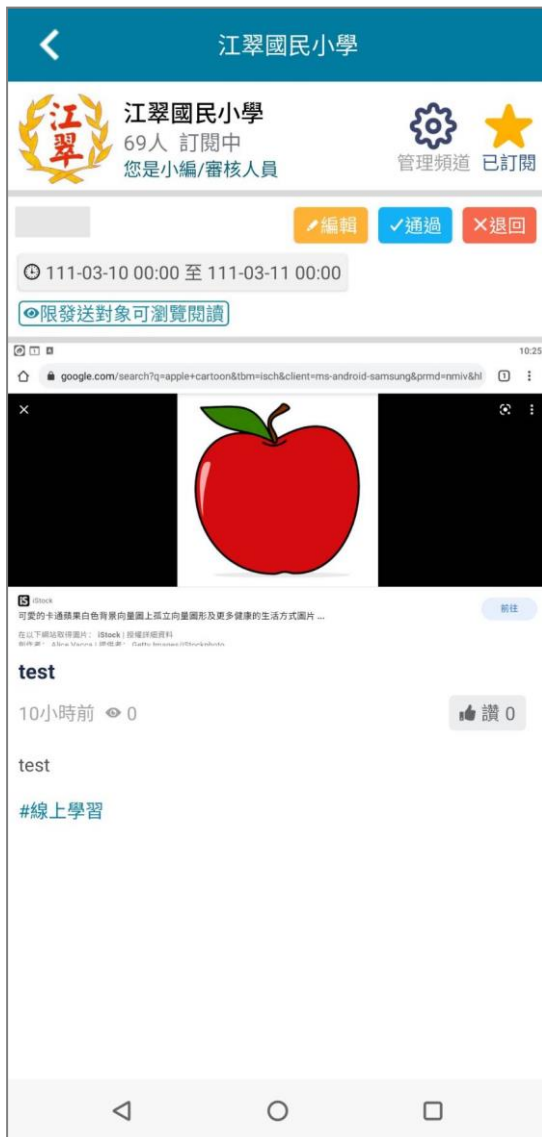 江翠國民小學
江翠
江翠國民小學
69人 訂閱中
您是小編/審核人員
管理頻道
已訂閱
編輯
通過
退回
111-03-10 00:00 至 111-03-11 00:00
限發送對象可瀏覽閱讀
10:25
google.com/search?q=apple+cartoon&tbm=isch&client=ms-android-samsung&prmd=nmiv&hl
1
iS iStock
可愛的卡通蘋果白色背景向量圖上孤立向量圖形及更多健康的生活方式圖片 ...
前往
在以下網站取得圖片： iStock | 授權詳細資料
test
10小時前 0
讚 0
test
#線上學習